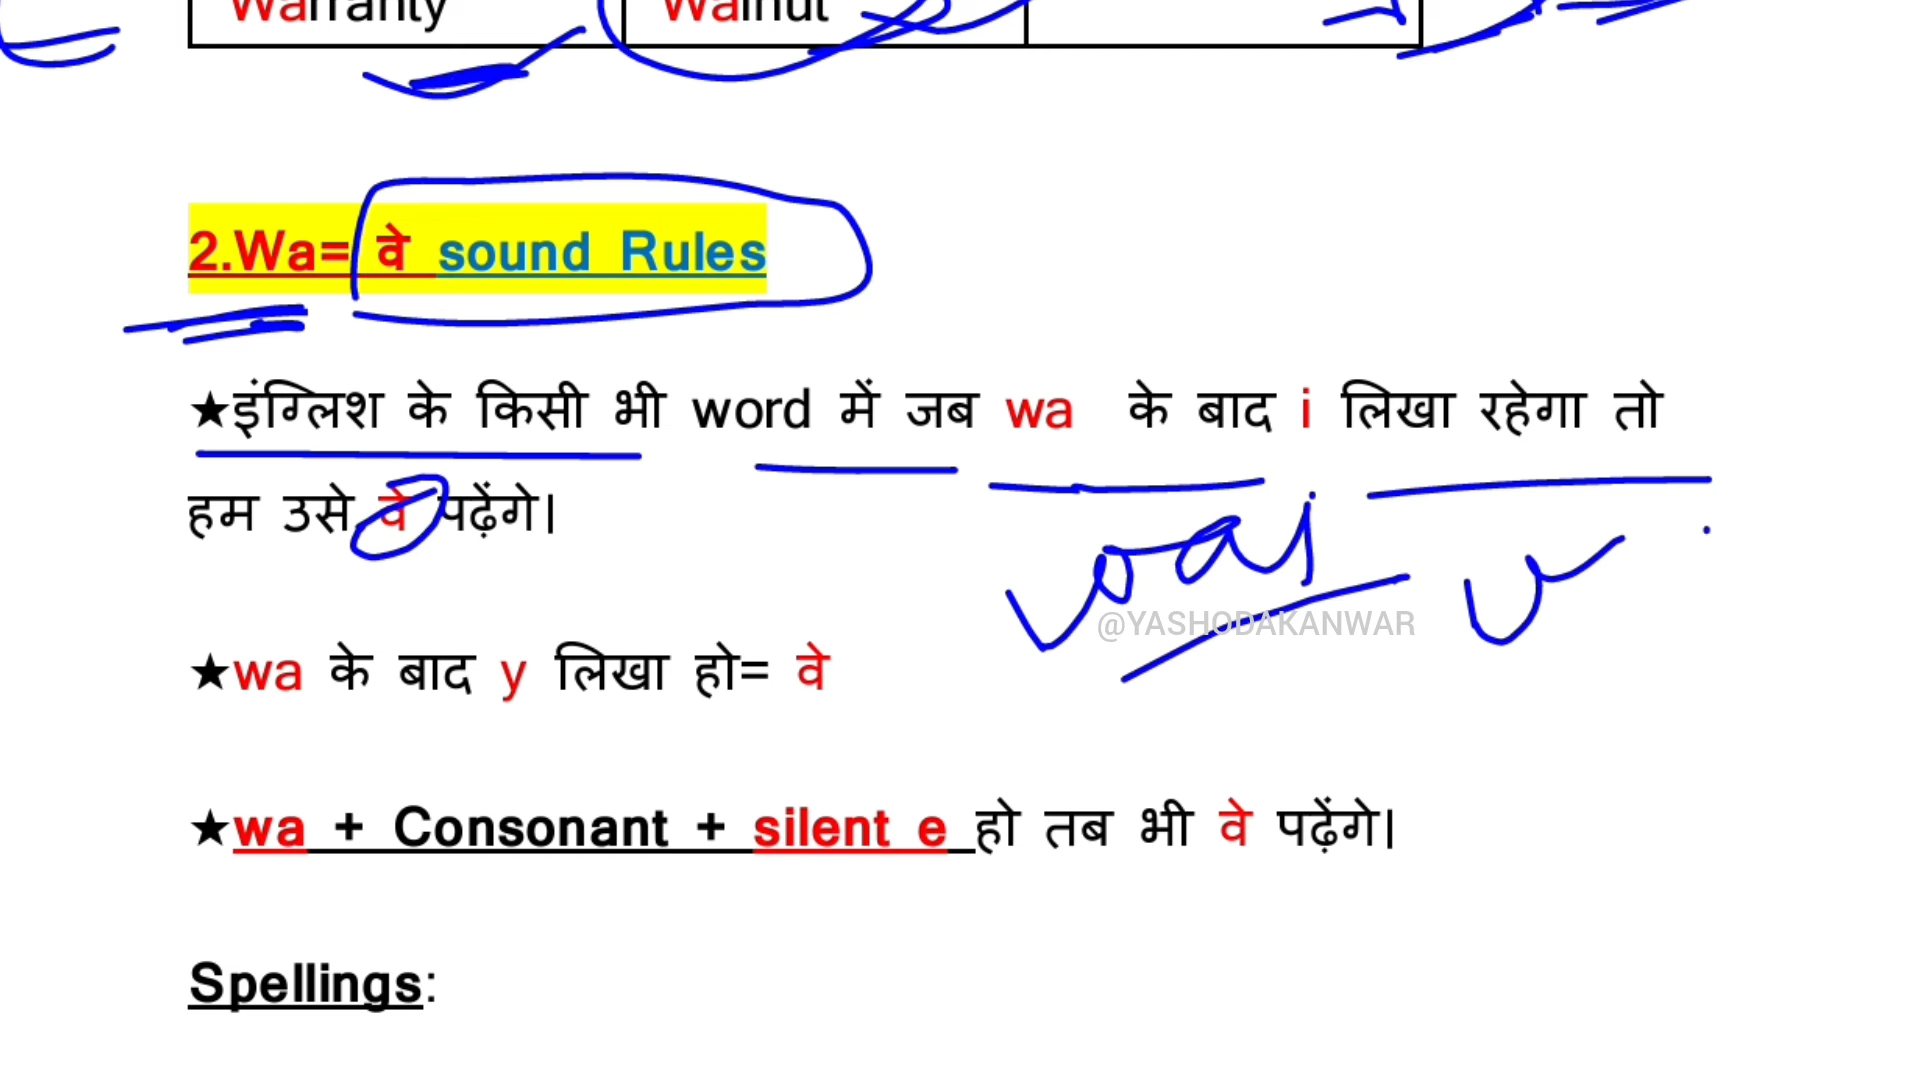 Warranty Walnut
2.Wa= वे sound Rules
★इंग्लिश के किसी भी word में जब wa के बाद i लिखा रहेगा तो
हम उसे वे पढ़ेंगे।
wai
@YASHODAKANWAR
★wa के बाद y लिखा हो= वे
★wa + Consonant + silent e हो तब भी वे पढ़ेंगे।
Spellings: